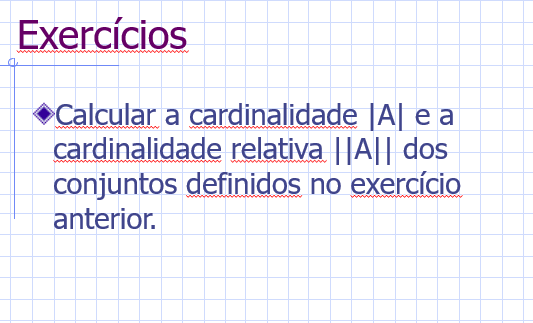 Exercícios
Calcular a cardinalidade |A| e a
cardinalidade relativa ||A|| dos
conjuntos definidos no exercício
anterior.